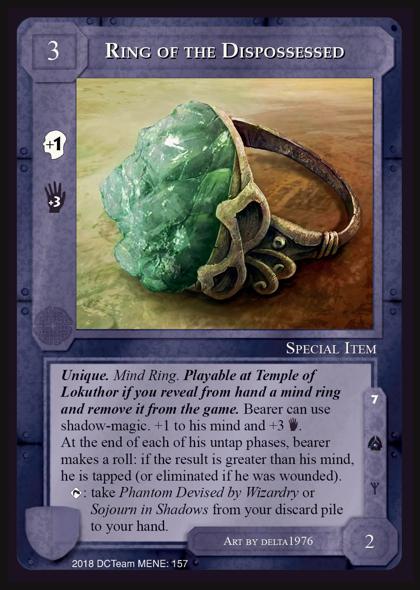 3
RING OF THE DISPOSSESSED
+1
+3
SPECIAL ITEM
Unique. Mind Ring. Playable at Temple of
Lokuthor if you reveal from hand a mind ring
and remove it from the game. Bearer can use
shadow-magic. +1 to his mind and +3 .
At the end of each of his untap phases, bearer
makes a roll: if the result is greater than his mind,
he is tapped (or eliminated if he was wounded).
: take Phantom Devised by Wizardry or
Sojourn in Shadows from your discard pile
to your hand.
7
ART BY DELTA1976
2
2018 DCTeam MENE: 157